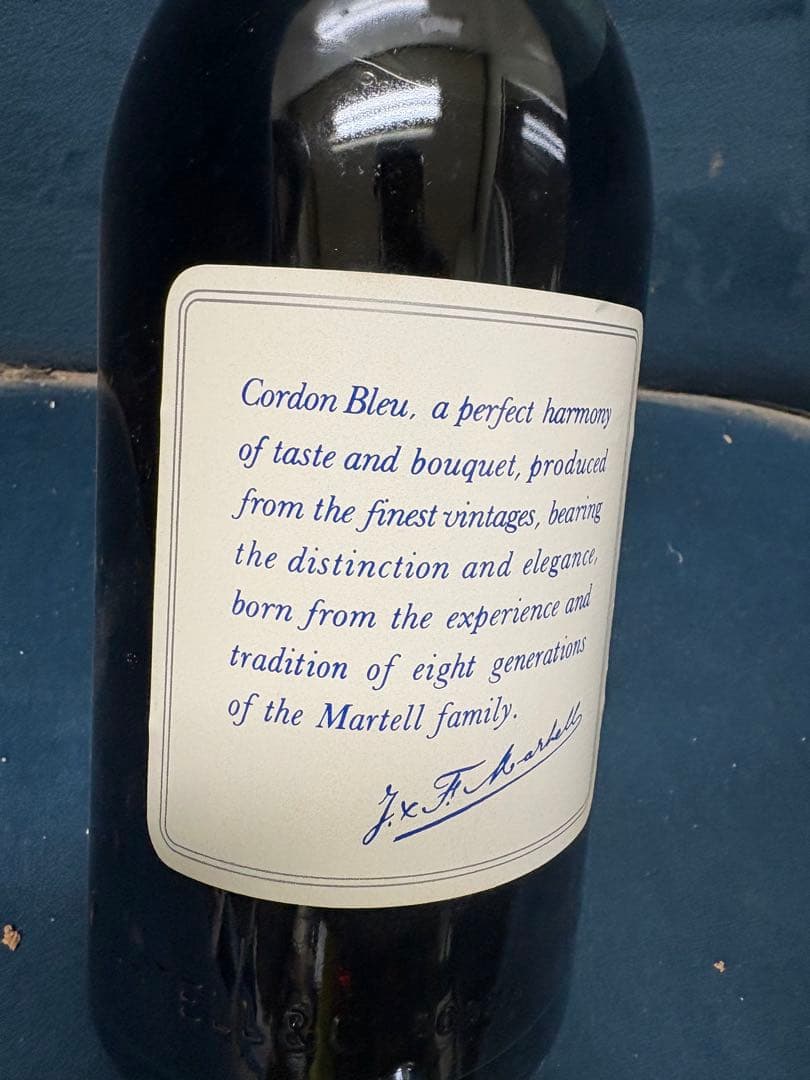 Cordon Bleu, a perfect harmony
of taste and bouquet, produced
from the finest vintages, bearing
the distinction and elegance,
born from the experience and
tradition of eight generations
of the Martell family.
J. & F. Martell